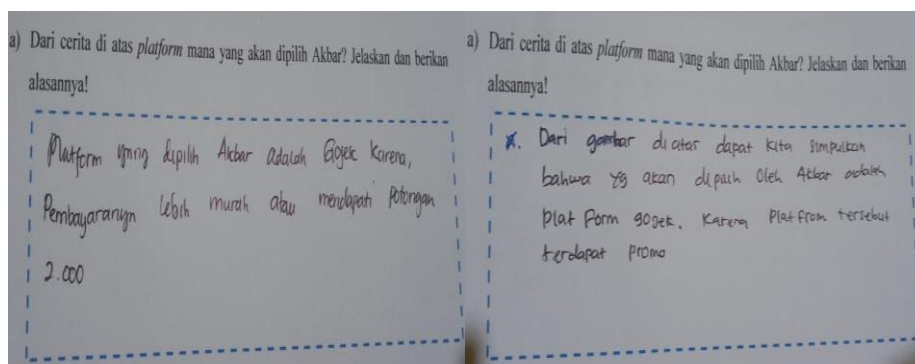 a) Dari cerita di atas platform mana yang akan dipilih Akbar? Jelaskan dan berikan
alasannya!
Platform yang dipilih Akbar adalah Gojek karena,
Pembayarannya lebih murah atau mendapati Potongan
2.000
a) Dari cerita di atas platform mana yang akan dipilih Akbar? Jelaskan dan berikan
alasannya!
Dari gambar diatas dapat kita simpulkan
bahwa yg akan dipilih oleh Akbar adalah
Plat form gojek. Karena Plat from tersebut
terdapat promo